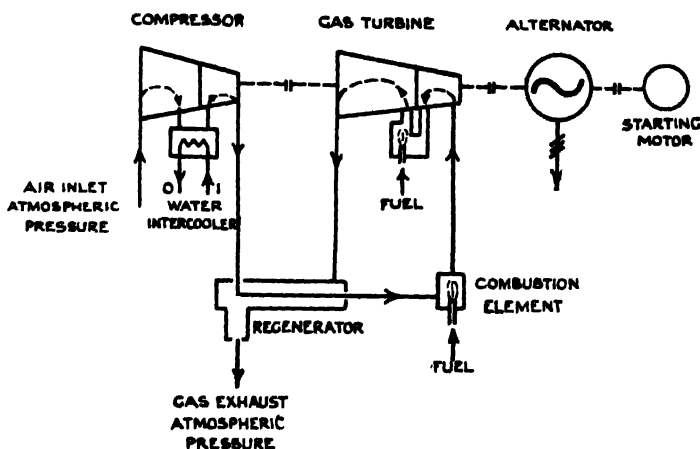 COMPRESSOR
GAS TURBINE
ALTERNATOR
STARTING
MOTOR
O I
WATER
INTERCOOLER
AIR INLET
ATMOSPHERIC
PRESSURE
FUEL
COMBUSTION
ELEMENT
REGENERATOR
FUEL
GAS EXHAUST
ATMOSPHERIC
PRESSURE